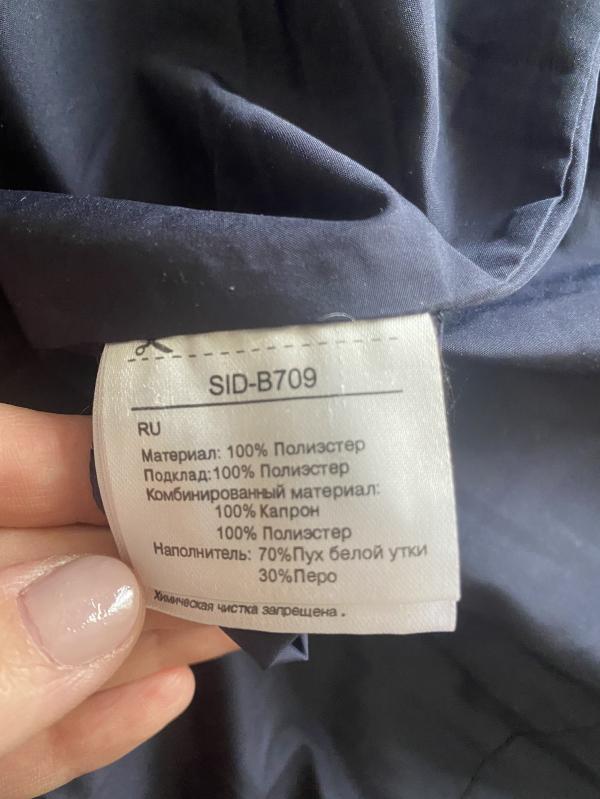 SID-B709
RU
Материал: 100% Полиэстер
Подклад:100% Полиэстер
Комбинированный материал:
100% Капрон
100% Полиэстер
Наполнитель: 70%Пух белой утки
30%Перо
Химическая чистка запрещена .